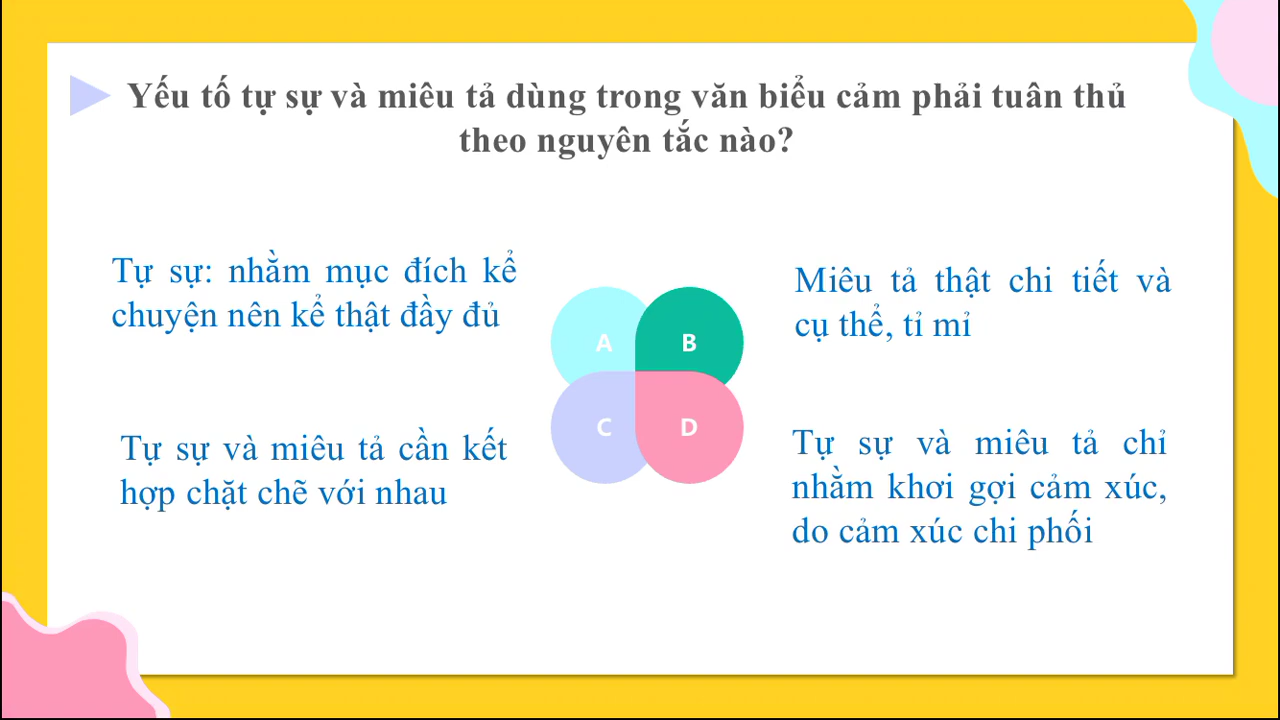 Yếu tố tự sự và miêu tả dùng trong văn biểu cảm phải tuân thủ
theo nguyên tắc nào?
Tự sự: nhằm mục đích kể
chuyện nên kể thật đầy đủ
A
B
Miêu tả thật chi tiết và
cụ thể, tỉ mỉ
Tự sự và miêu tả cần kết
hợp chặt chẽ với nhau
C
D
Tự sự và miêu tả chỉ
nhằm khơi gợi cảm xúc,
do cảm xúc chi phối